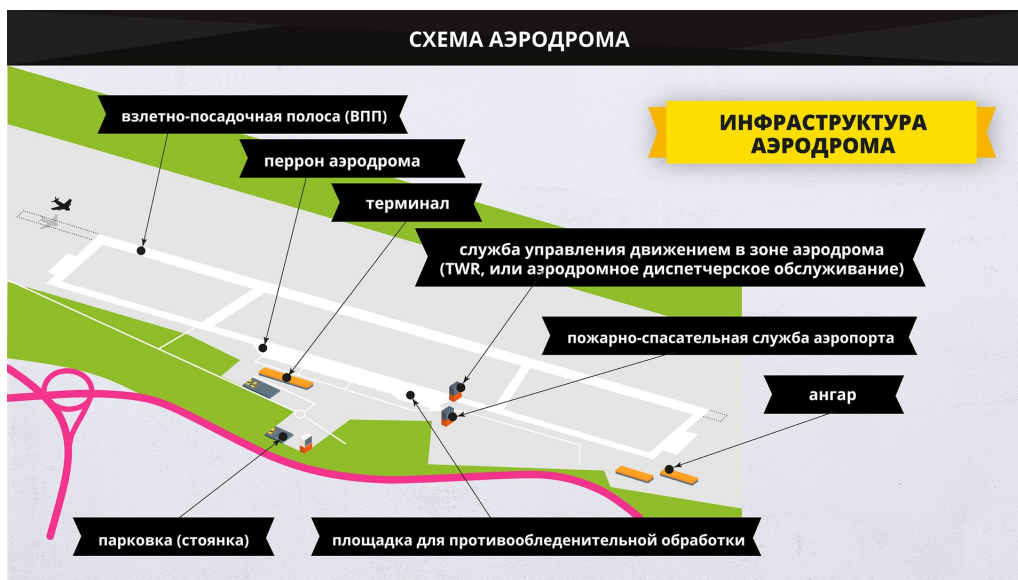 СХЕМА АЭРОДРОМА
взлетно-посадочная полоса (ВПП)
ИНФРАСТРУКТУРА
АЭРОДРОМА
перрон аэродрома
терминал
служба управления движением в зоне аэродрома
(TWR, или аэродромное диспетчерское обслуживание)
пожарно-спасательная служба аэропорта
ангар
парковка (стоянка)
площадка для противообледенительной обработки